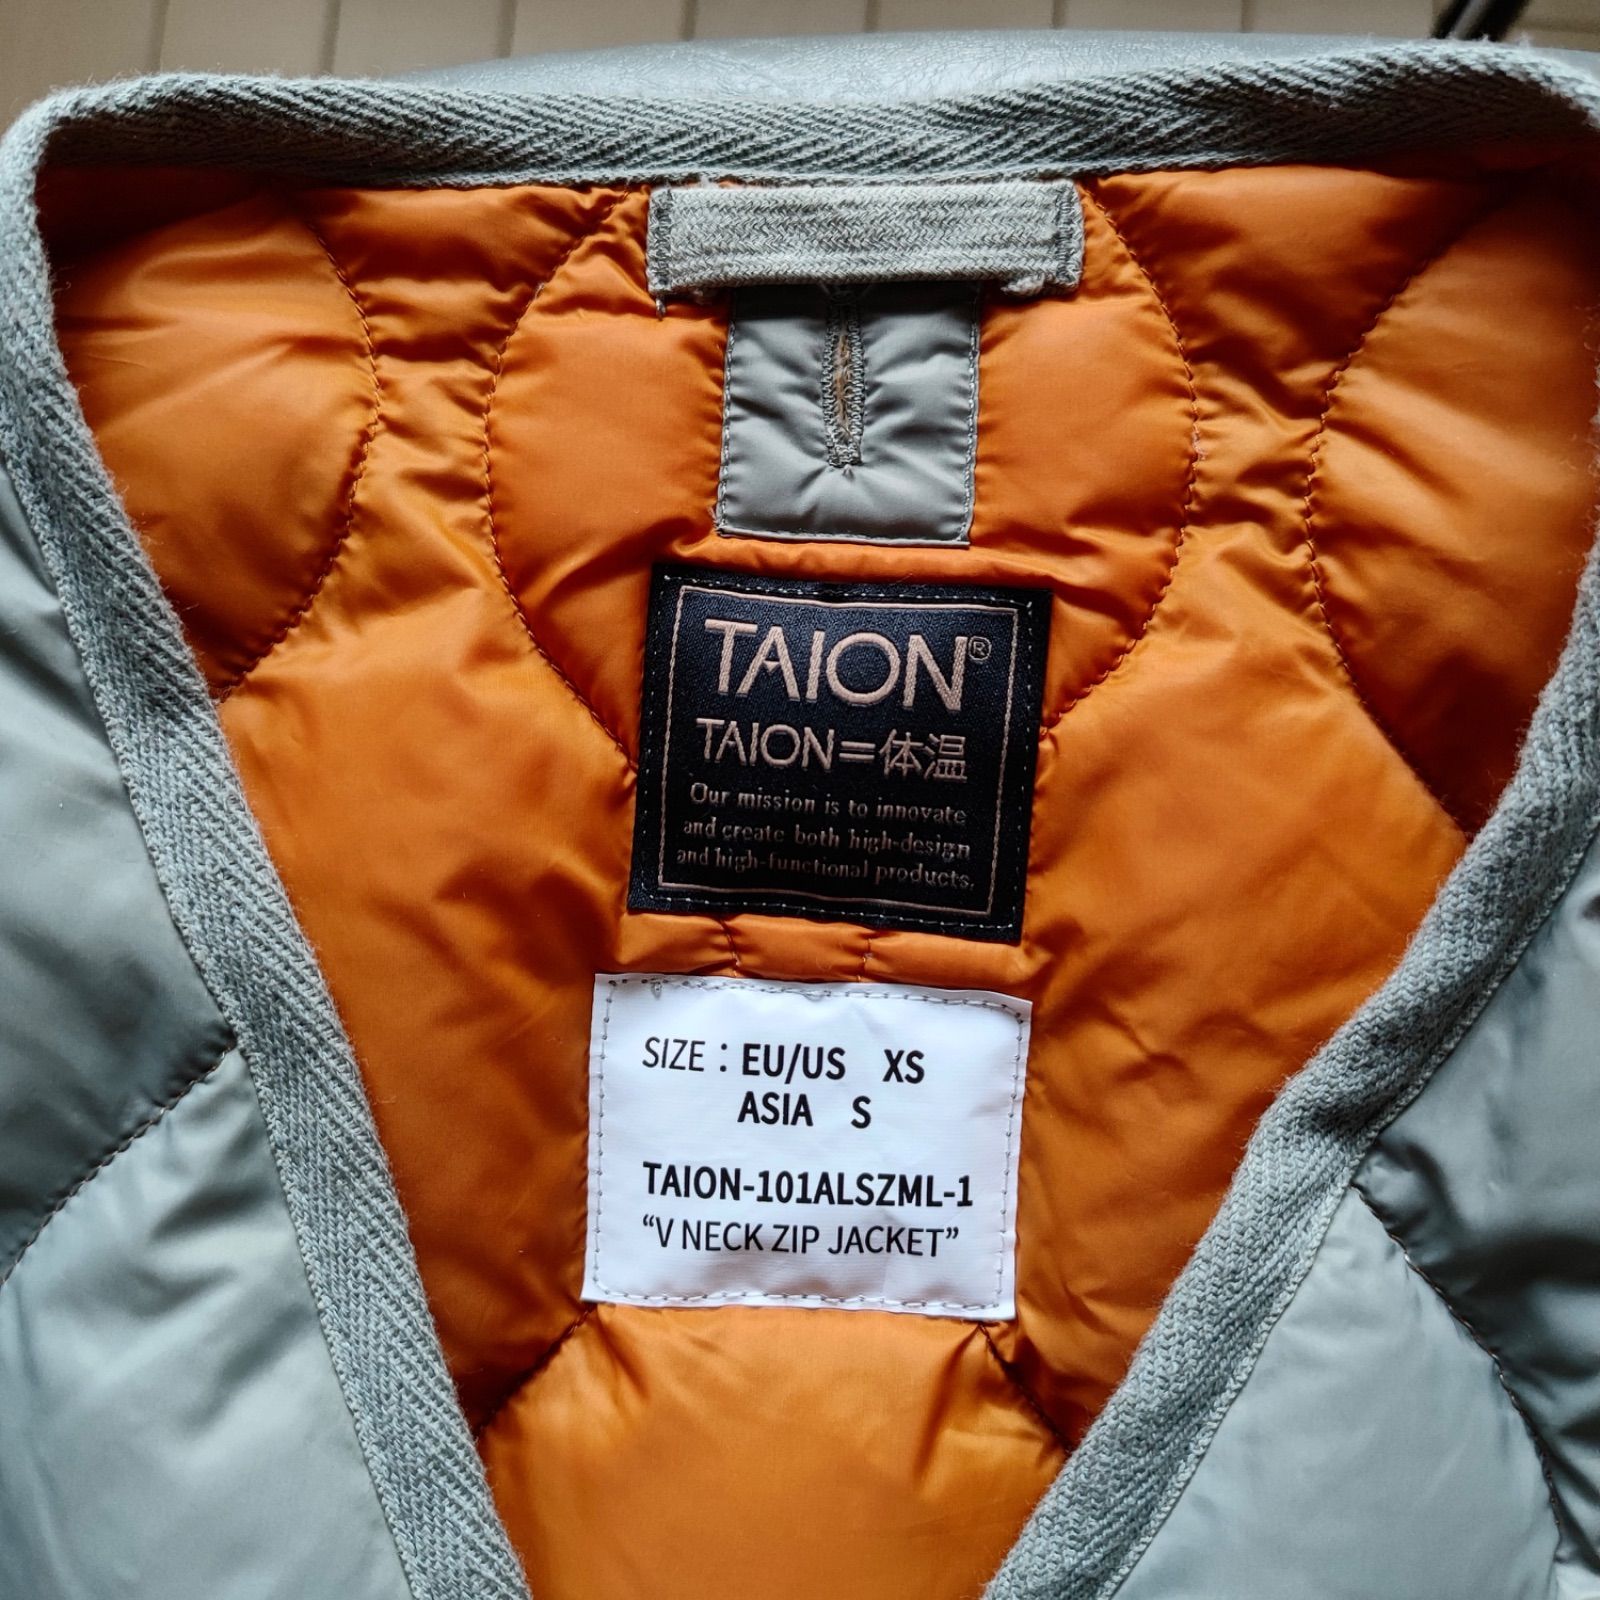 TAION®
TAION=体温
Our mission is to innovate
and create both high-design
and high-functional products.
SIZE : EU/US XS
ASIA S
TAION-101ALSZML-1
“V NECK ZIP JACKET”